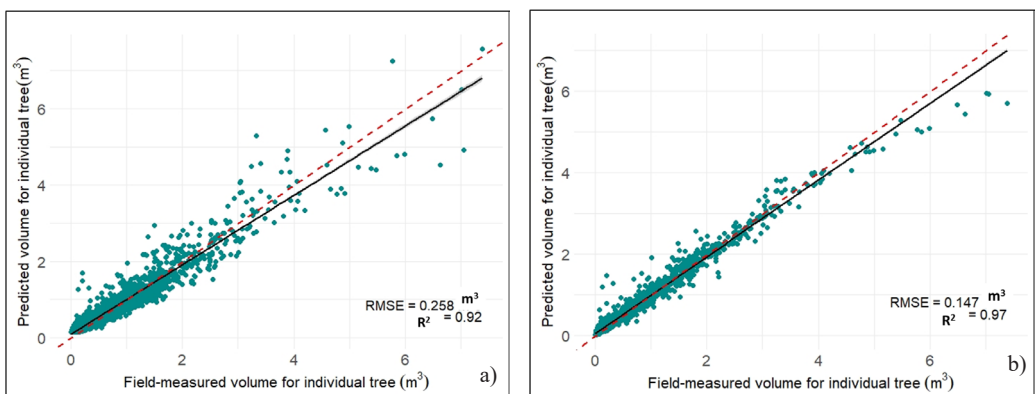 Predicted volume for individual tree(m³)
6
4
2
0
RMSE = 0.258 m³
R² = 0.92
0
2
4
6
Field-measured volume for individual tree (m³)
a)
Predicted volume for individual tree(m³)
6
4
2
0
RMSE = 0.147 m³
R² = 0.97
0
2
4
6
Field-measured volume for individual tree (m³)
b)